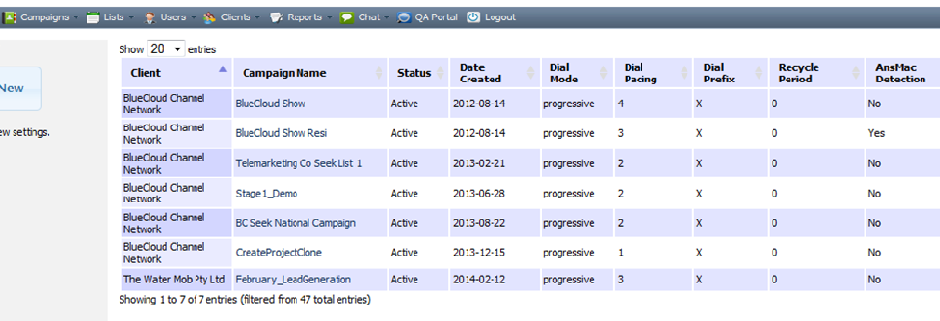 Campaigns Lists Users Clients Reports Chat QA Portal Logout
Show 20 entries
New
ew settings.
Client Campaign Name Status Date Created Dial Mode Dial Pacing Dial Prefix Recycle Period AnsMac Detection
BlueCloud Channel Network BlueCloud Show Active 2012-08-14 progressive 4 X 0 No
BlueCloud Channel Network BlueCloud Show Resi Active 2012-08-14 progressive 3 X 0 Yes
BlueCloud Channel Network Telemarketing Co SeekList 1 Active 2013-02-21 progressive 2 X 0 No
BlueCloud Channel Network Stage1_Demo Active 2013-06-28 progressive 2 X 0 No
BlueCloud Channel Network BC Seek National Campaign Active 2013-08-22 progressive 2 X 0 No
BlueCloud Channel Network CreateProjectClone Active 2013-12-15 progressive 1 X 0 No
The Water Mob Pty Ltd February_LeadGeneration Active 2014-02-12 progressive 3 X 0 No
Showing 1 to 7 of 7 entries (filtered from 47 total entries)